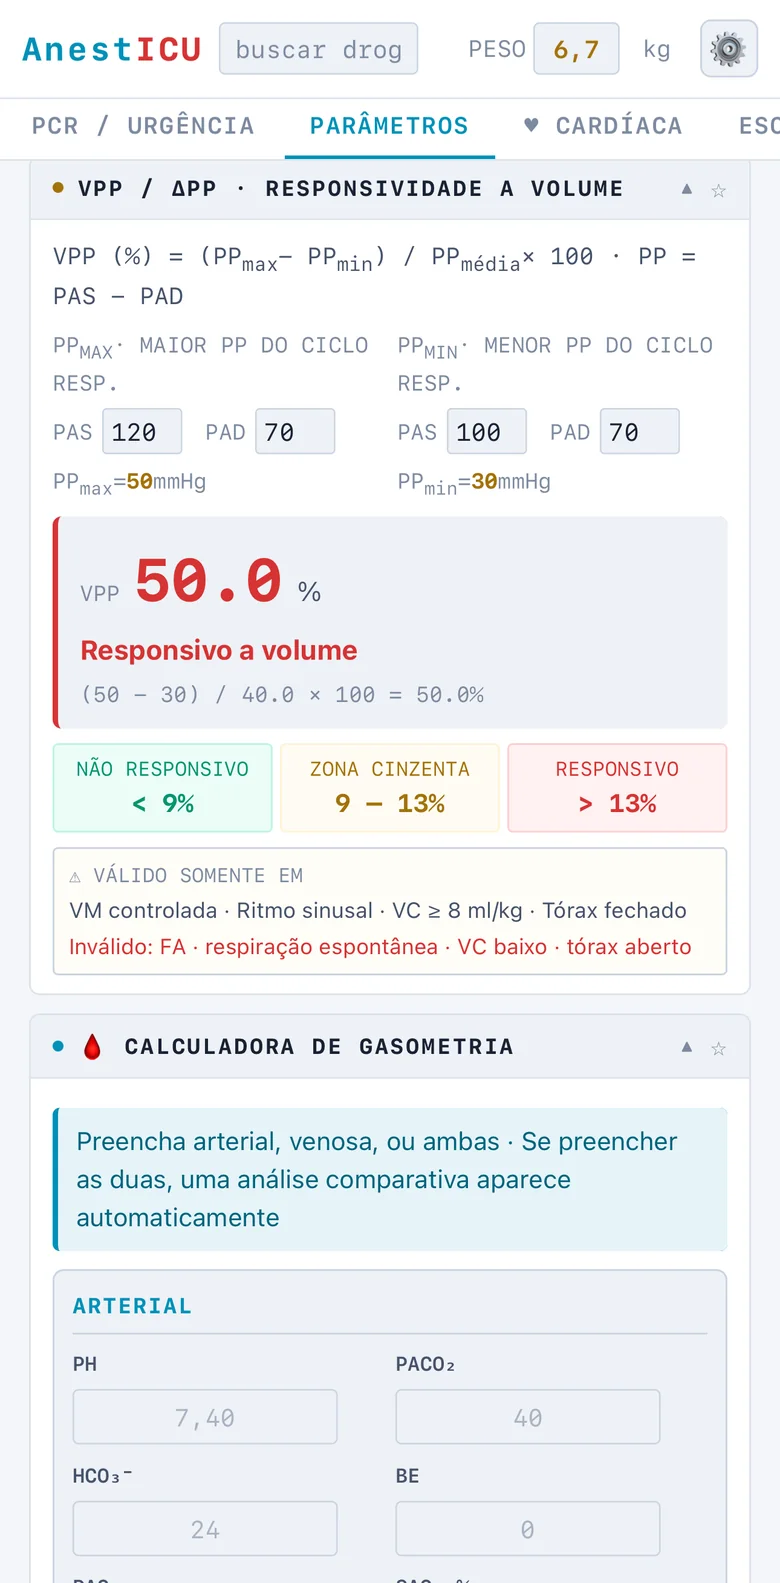 AnestICU buscar drog PESO 6,7 kg
PCR / URGÊNCIA PARÂMETROS ♥ CARDÍACA ESC
VPP / ΔPP · RESPONSIVIDADE A VOLUME ▲ ☆
VPP (%) = (PPmax− PPmin) / PPmédia× 100 · PP =
PAS − PAD
PPMAX· MAIOR PP DO CICLO
RESP.
PPMIN· MENOR PP DO CICLO
RESP.
PAS 120 PAD 70
PAS 100 PAD 70
PPmax=50mmHg
PPmin=30mmHg
VPP 50.0 %
Responsivo a volume
(50 − 30) / 40.0 × 100 = 50.0%
NÃO RESPONSIVO
< 9%
ZONA CINZENTA
9 – 13%
RESPONSIVO
> 13%
⚠ VÁLIDO SOMENTE EM
VM controlada · Ritmo sinusal · VC ≥ 8 ml/kg · Tórax fechado
Inválido: FA · respiração espontânea · VC baixo · tórax aberto
🩸 CALCULADORA DE GASOMETRIA ▲ ☆
Preencha arterial, venosa, ou ambas · Se preencher
as duas, uma análise comparativa aparece
automaticamente
ARTERIAL
PH
7,40
PACO₂
40
HCO₃⁻
24
BE
0